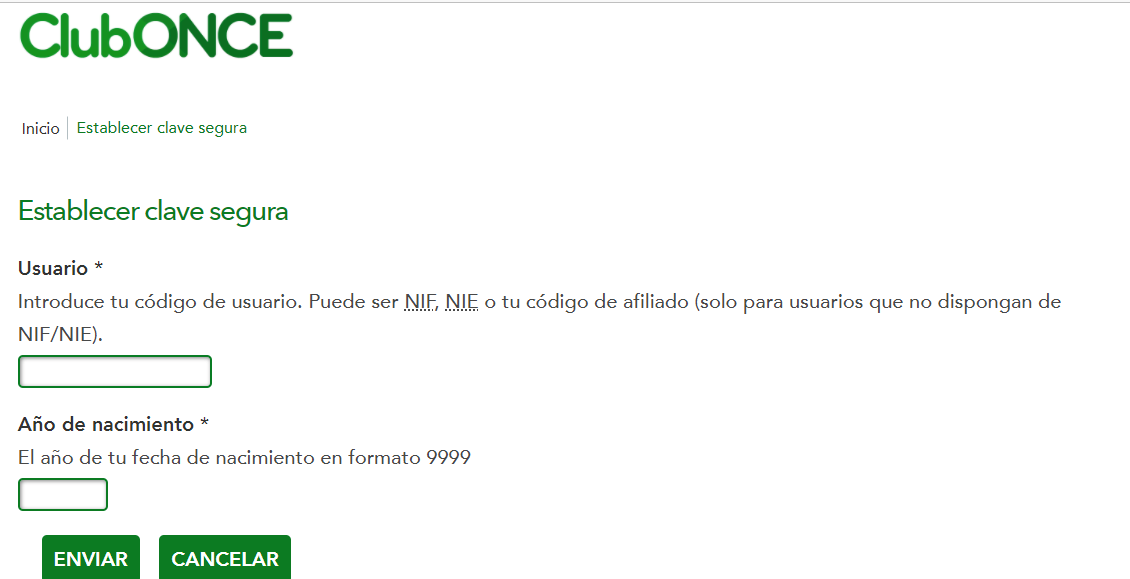 ClubONCE
Inicio Establecer clave segura
Establecer clave segura
Usuario *
Introduce tu código de usuario. Puede ser NIF, NIE o tu código de afiliado (solo para usuarios que no dispongan de
NIF/NIE).
Año de nacimiento *
El año de tu fecha de nacimiento en formato 9999
ENVIAR CANCELAR